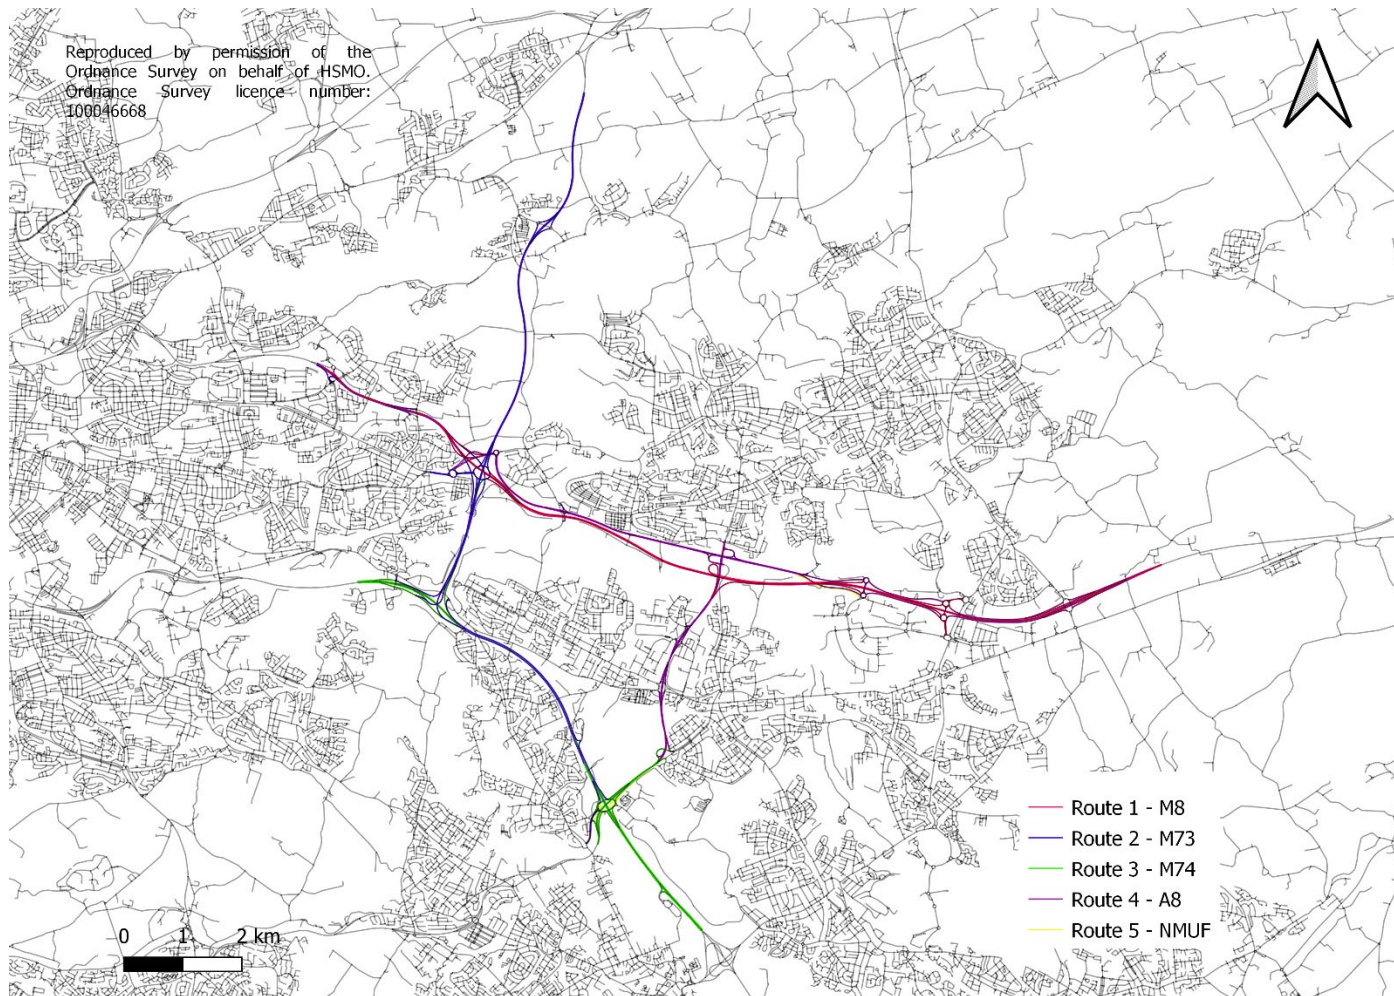 Reproduced by permission of the
Ordnance Survey on behalf of HSMO.
Ordnance Survey licence number:
100046668
Route 1 - M8
Route 2 - M73
Route 3 - M74
Route 4 - A8
Route 5 - NMUF
0 1 2 km